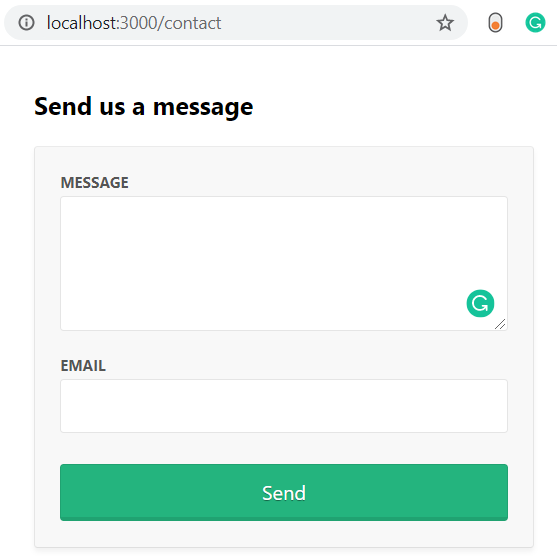 localhost:3000/contact
Send us a message
MESSAGE
EMAIL
Send